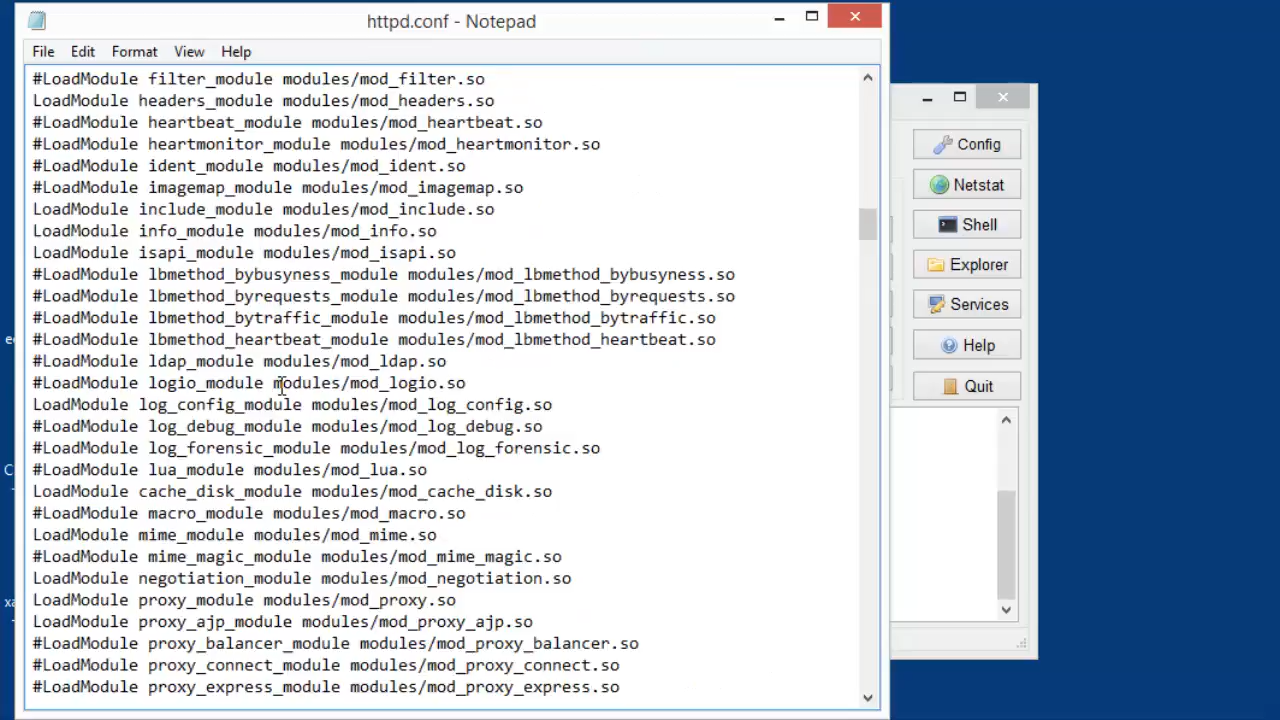 httpd.conf - Notepad
File Edit Format View Help
#LoadModule filter_module modules/mod_filter.so
LoadModule headers_module modules/mod_headers.so
#LoadModule heartbeat_module modules/mod_heartbeat.so
#LoadModule heartmonitor_module modules/mod_heartmonitor.so
#LoadModule ident_module modules/mod_ident.so
#LoadModule imagemap_module modules/mod_imagemap.so
LoadModule include_module modules/mod_include.so
LoadModule info_module modules/mod_info.so
LoadModule isapi_module modules/mod_isapi.so
#LoadModule lbmethod_bybusyness_module modules/mod_lbmethod_bybusyness.so
#LoadModule lbmethod_byrequests_module modules/mod_lbmethod_byrequests.so
#LoadModule lbmethod_bytraffic_module modules/mod_lbmethod_bytraffic.so
#LoadModule lbmethod_heartbeat_module modules/mod_lbmethod_heartbeat.so
#LoadModule ldap_module modules/mod_ldap.so
#LoadModule logio_module modules/mod_logio.so
LoadModule log_config_module modules/mod_log_config.so
#LoadModule log_debug_module modules/mod_log_debug.so
#LoadModule log_forensic_module modules/mod_log_forensic.so
#LoadModule lua_module modules/mod_lua.so
LoadModule cache_disk_module modules/mod_cache_disk.so
#LoadModule macro_module modules/mod_macro.so
LoadModule mime_module modules/mod_mime.so
#LoadModule mime_magic_module modules/mod_mime_magic.so
LoadModule negotiation_module modules/mod_negotiation.so
LoadModule proxy_module modules/mod_proxy.so
LoadModule proxy_ajp_module modules/mod_proxy_ajp.so
#LoadModule proxy_balancer_module modules/mod_proxy_balancer.so
#LoadModule proxy_connect_module modules/mod_proxy_connect.so
#LoadModule proxy_express_module modules/mod_proxy_express.so
Config
Netstat
Shell
Explorer
Services
Help
Quit